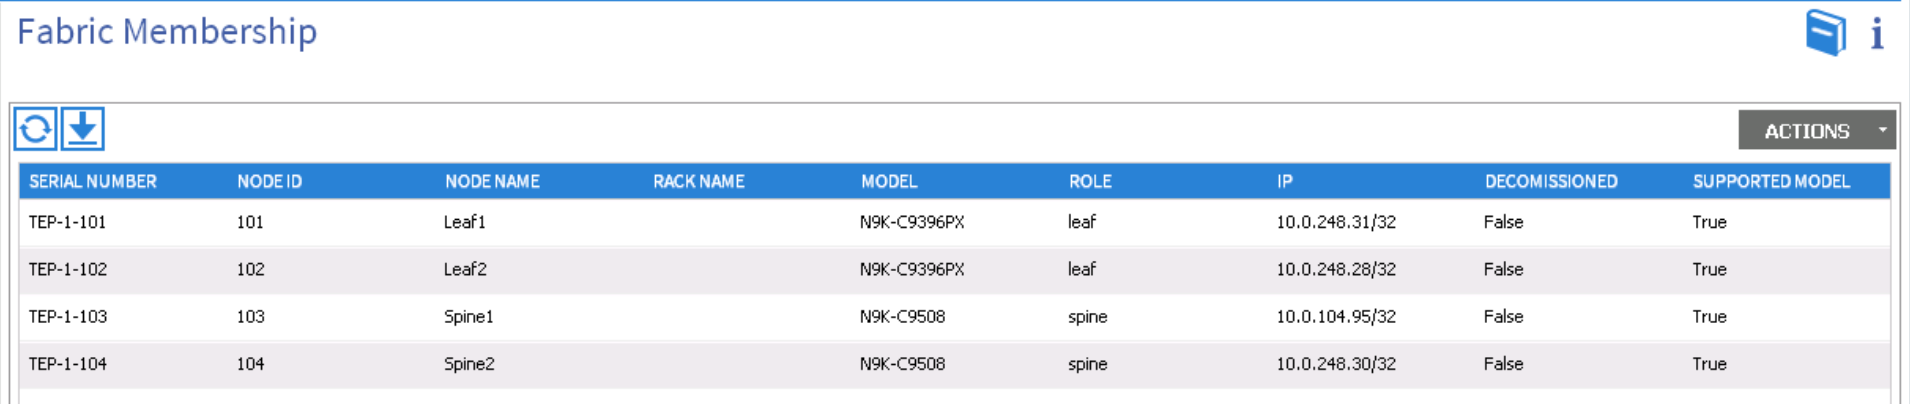 Fabric Membership
i
ACTIONS
SERIAL NUMBER NODE ID NODE NAME RACK NAME MODEL ROLE IP DECOMISSIONED SUPPORTED MODEL
TEP-1-101 101 Leaf1 N9K-C9396PX leaf 10.0.248.31/32 False True
TEP-1-102 102 Leaf2 N9K-C9396PX leaf 10.0.248.28/32 False True
TEP-1-103 103 Spine1 N9K-C9508 spine 10.0.104.95/32 False True
TEP-1-104 104 Spine2 N9K-C9508 spine 10.0.248.30/32 False True